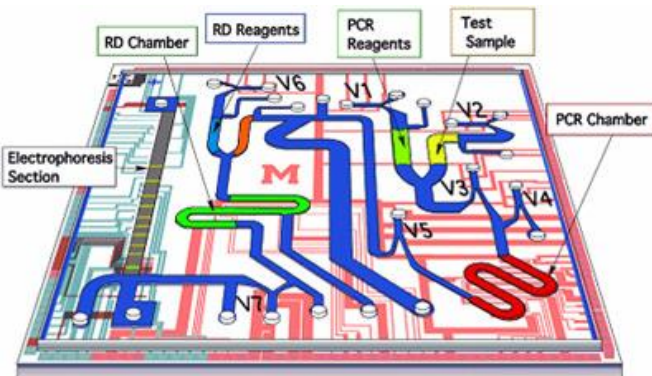 RD Chamber
RD Reagents
PCR
Reagents
Test
Sample
PCR Chamber
Electrophoresis
Section
V6
V1
V2
V3
V4
V5
V7
M